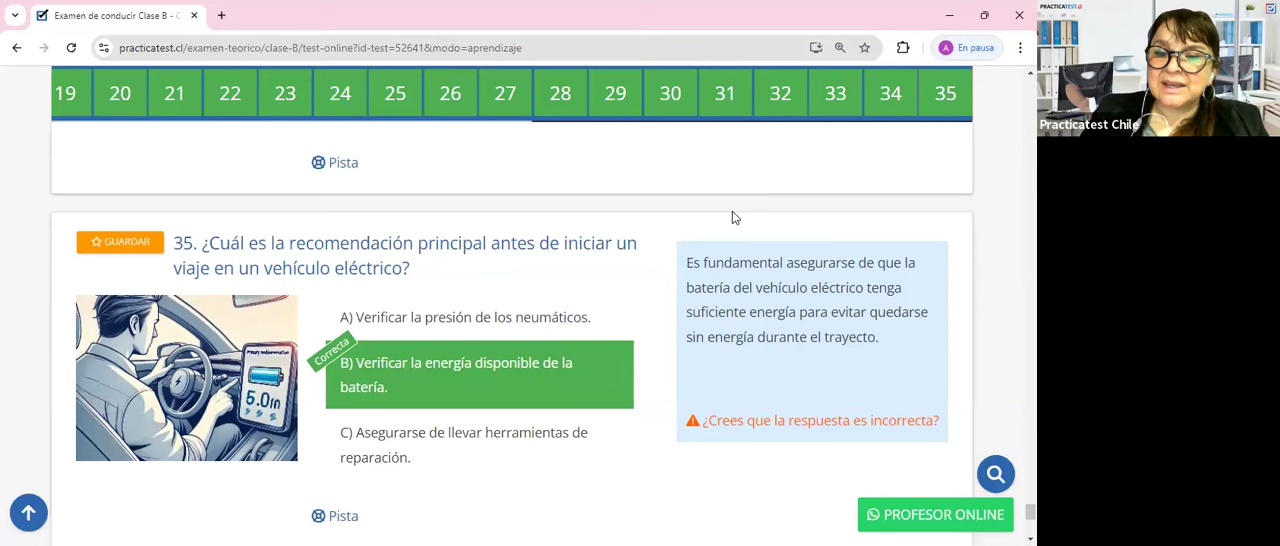 Examen de conducir Clase B - C
practicatest.cl/examen-teorico/clase-B/test-online?id-test=52641&modo=aprendizaje
A En pausa
PRACTICATEST.cl
Practicatest Chile
19 20 21 22 23 24 25 26 27 28 29 30 31 32 33 34 35
Pista
GUARDAR
35. ¿Cuál es la recomendación principal antes de iniciar un
viaje en un vehículo eléctrico?
A) Verificar la presión de los neumáticos.
Correcta
B) Verificar la energía disponible de la
batería.
C) Asegurarse de llevar herramientas de
reparación.
5.0
Pista
Es fundamental asegurarse de que la
batería del vehículo eléctrico tenga
suficiente energía para evitar quedarse
sin energía durante el trayecto.
¿Crees que la respuesta es incorrecta?
PROFESOR ONLINE